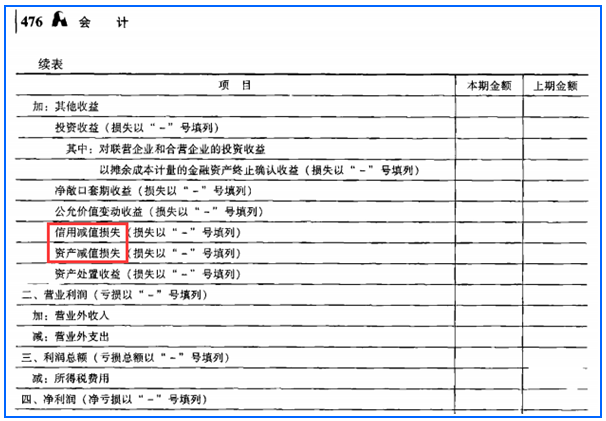 476 会 计
续表
项 目 本期金额 上期金额
加：其他收益
投资收益（损失以“－”号填列）
其中：对联营企业和合营企业的投资收益
以摊余成本计量的金融资产终止确认收益（损失以“－”号填列）
净敞口套期收益（损失以“－”号填列）
公允价值变动收益（损失以“－”号填列）
信用减值损失（损失以“－”号填列）
资产减值损失（损失以“－”号填列）
资产处置收益（损失以“－”号填列）
二、营业利润（亏损以“－”号填列）
加：营业外收入
减：营业外支出
三、利润总额（亏损总额以“－”号填列）
减：所得税费用
四、净利润（净亏损以“－”号填列）